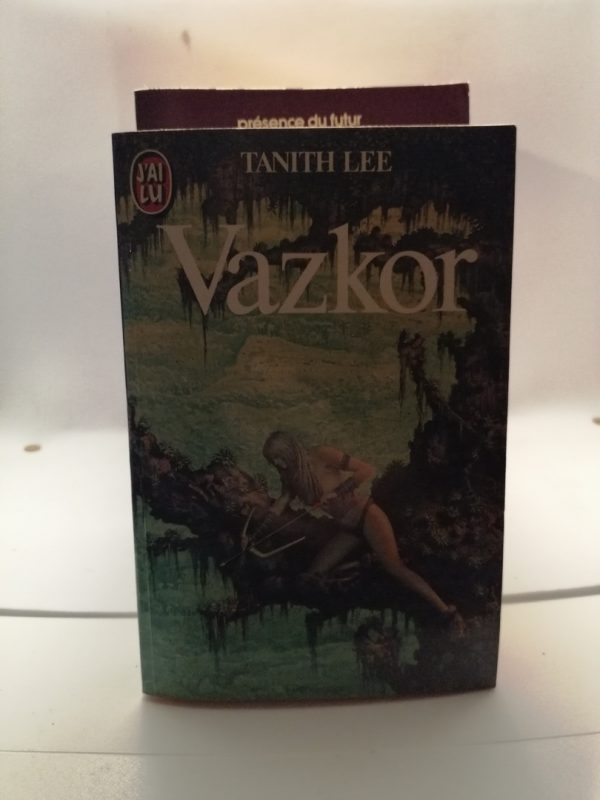 présence du futur
J'AI
LU
TANITH LEE
Vazkor